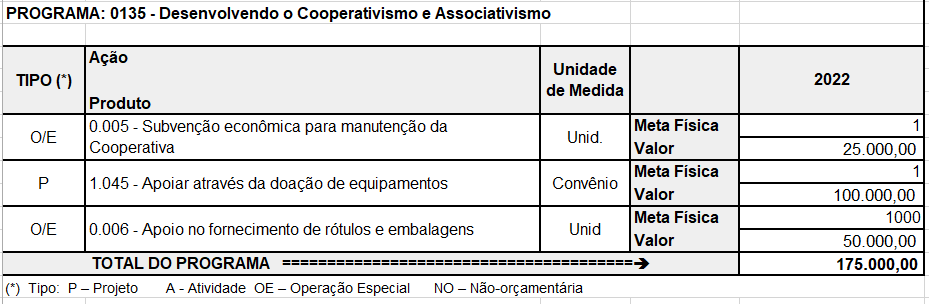 PROGRAMA: 0135 - Desenvolvendo o Cooperativismo e Associativismo
TIPO (*)
Ação
Produto
Unidade
de Medida
2022
O/E
0.005 - Subvenção econômica para manutenção da
Cooperativa
Unid.
Meta Física
1
Valor
25.000,00
P
1.045 - Apoiar através da doação de equipamentos
Convênio
Meta Física
1
Valor
100.000,00
O/E
0.006 - Apoio no fornecimento de rótulos e embalagens
Unid
Meta Física
1000
Valor
50.000,00
TOTAL DO PROGRAMA =======================================➔ 175.000,00
(*) Tipo: P – Projeto A - Atividade OE – Operação Especial NO – Não-orçamentária